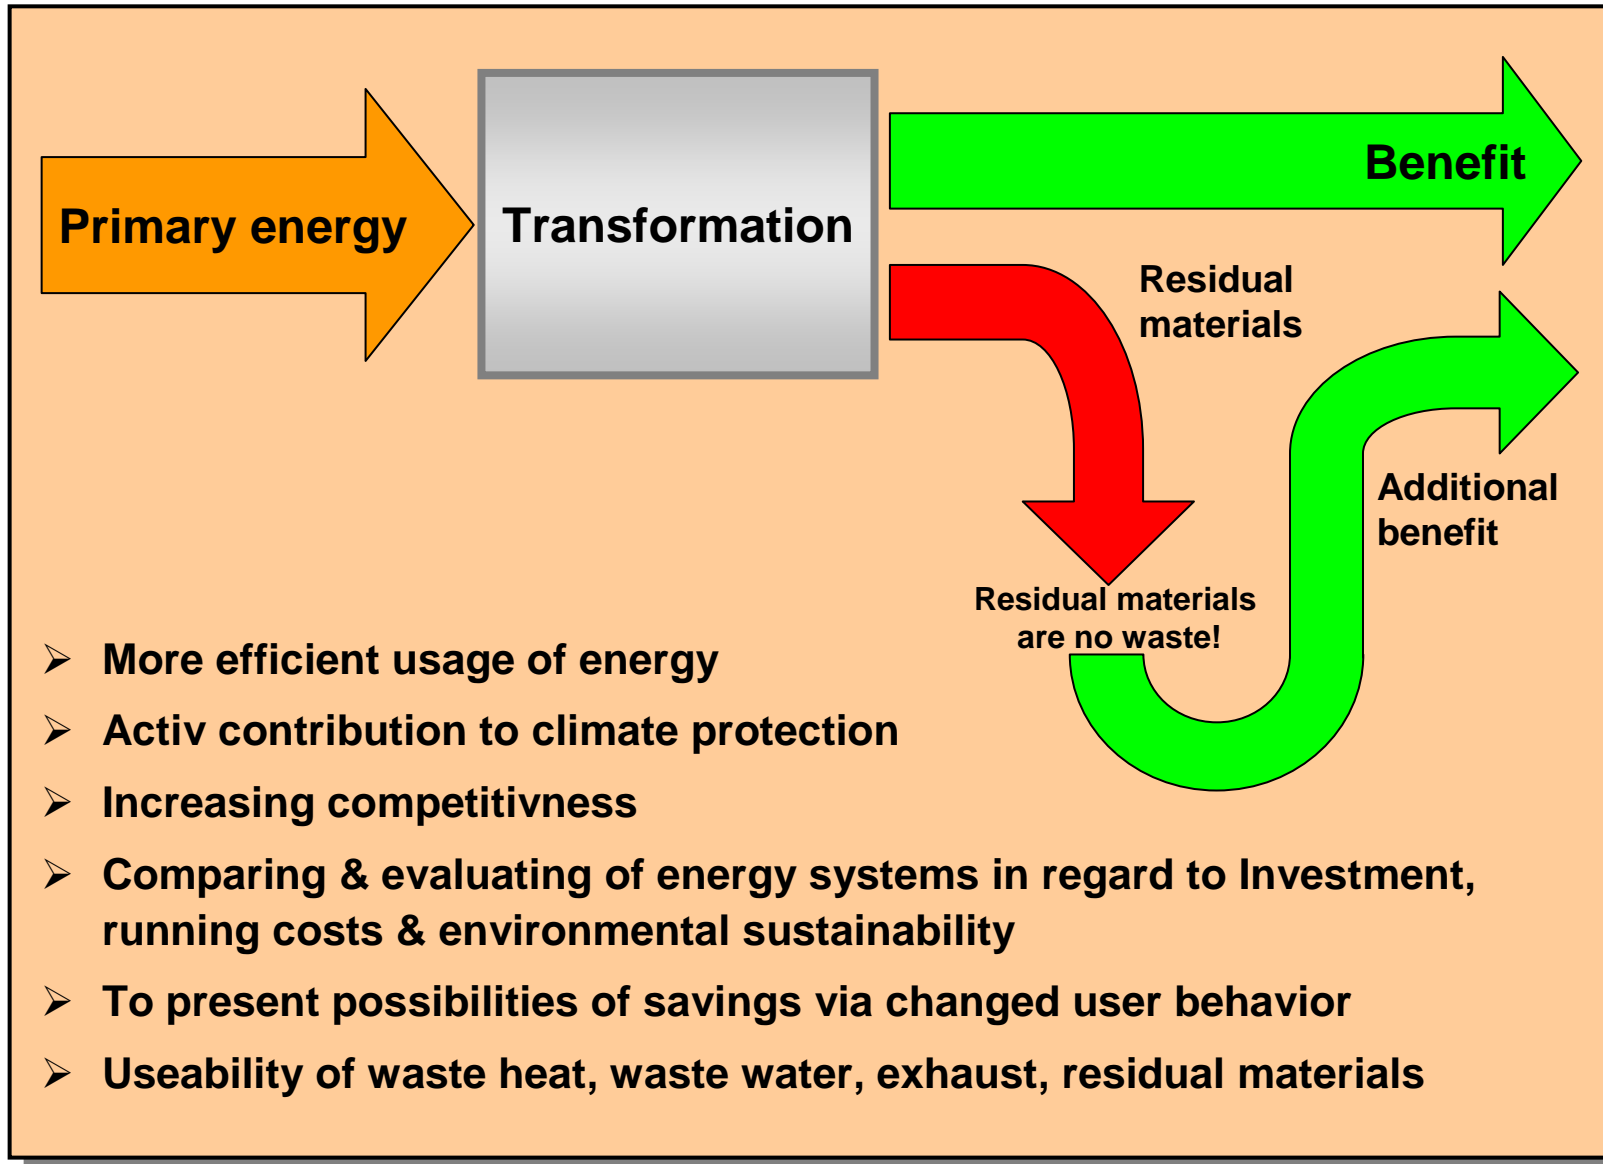 Primary energy
Transformation
Benefit
Residual
materials
Additional
benefit
Residual materials
are no waste!
➢ More efficient usage of energy
➢ Activ contribution to climate protection
➢ Increasing competitivness
➢ Comparing & evaluating of energy systems in regard to Investment,
running costs & environmental sustainability
➢ To present possibilities of savings via changed user behavior
➢ Useability of waste heat, waste water, exhaust, residual materials